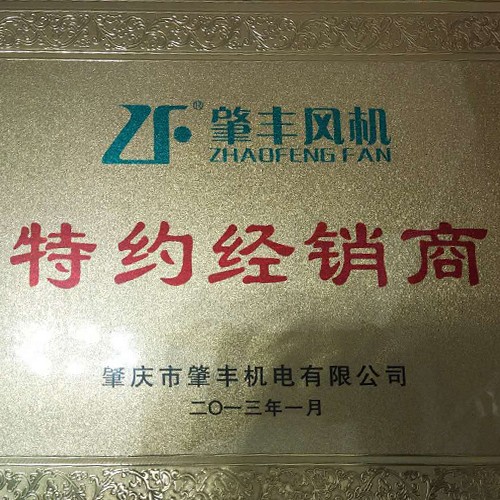 ZF® 肇丰风机
ZHAOFENG FAN
特约经销商
肇庆市肇丰机电有限公司
二〇一三年一月